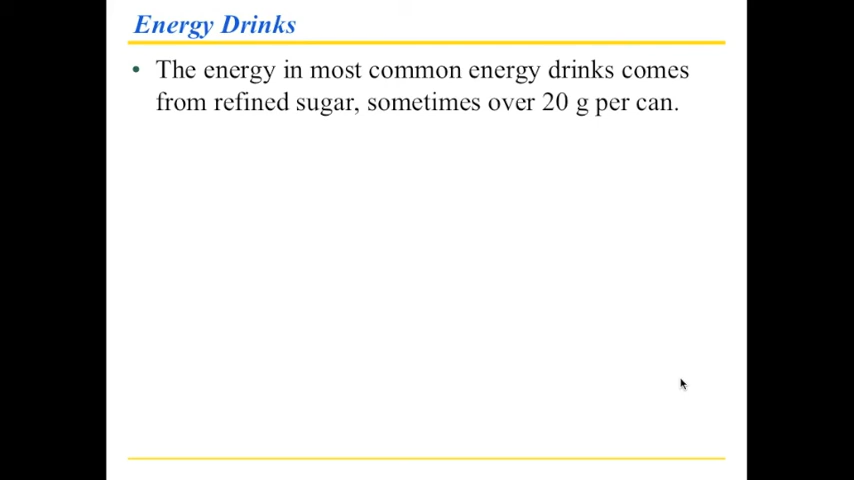 Energy Drinks
• The energy in most common energy drinks comes
from refined sugar, sometimes over 20 g per can.